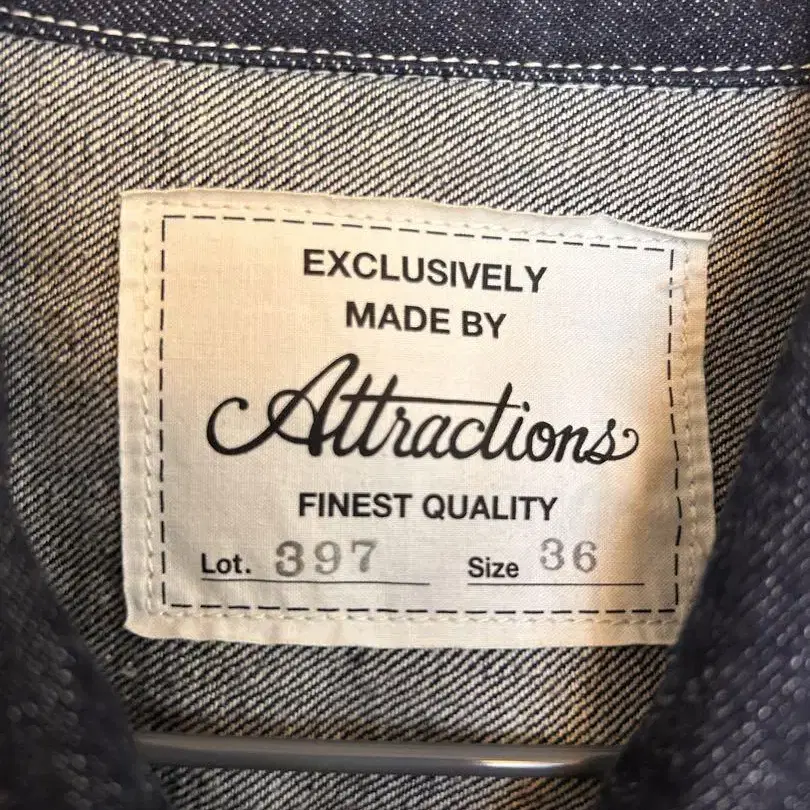 EXCLUSIVELY
MADE BY
Attractions
FINEST QUALITY
Lot. 397 Size 36